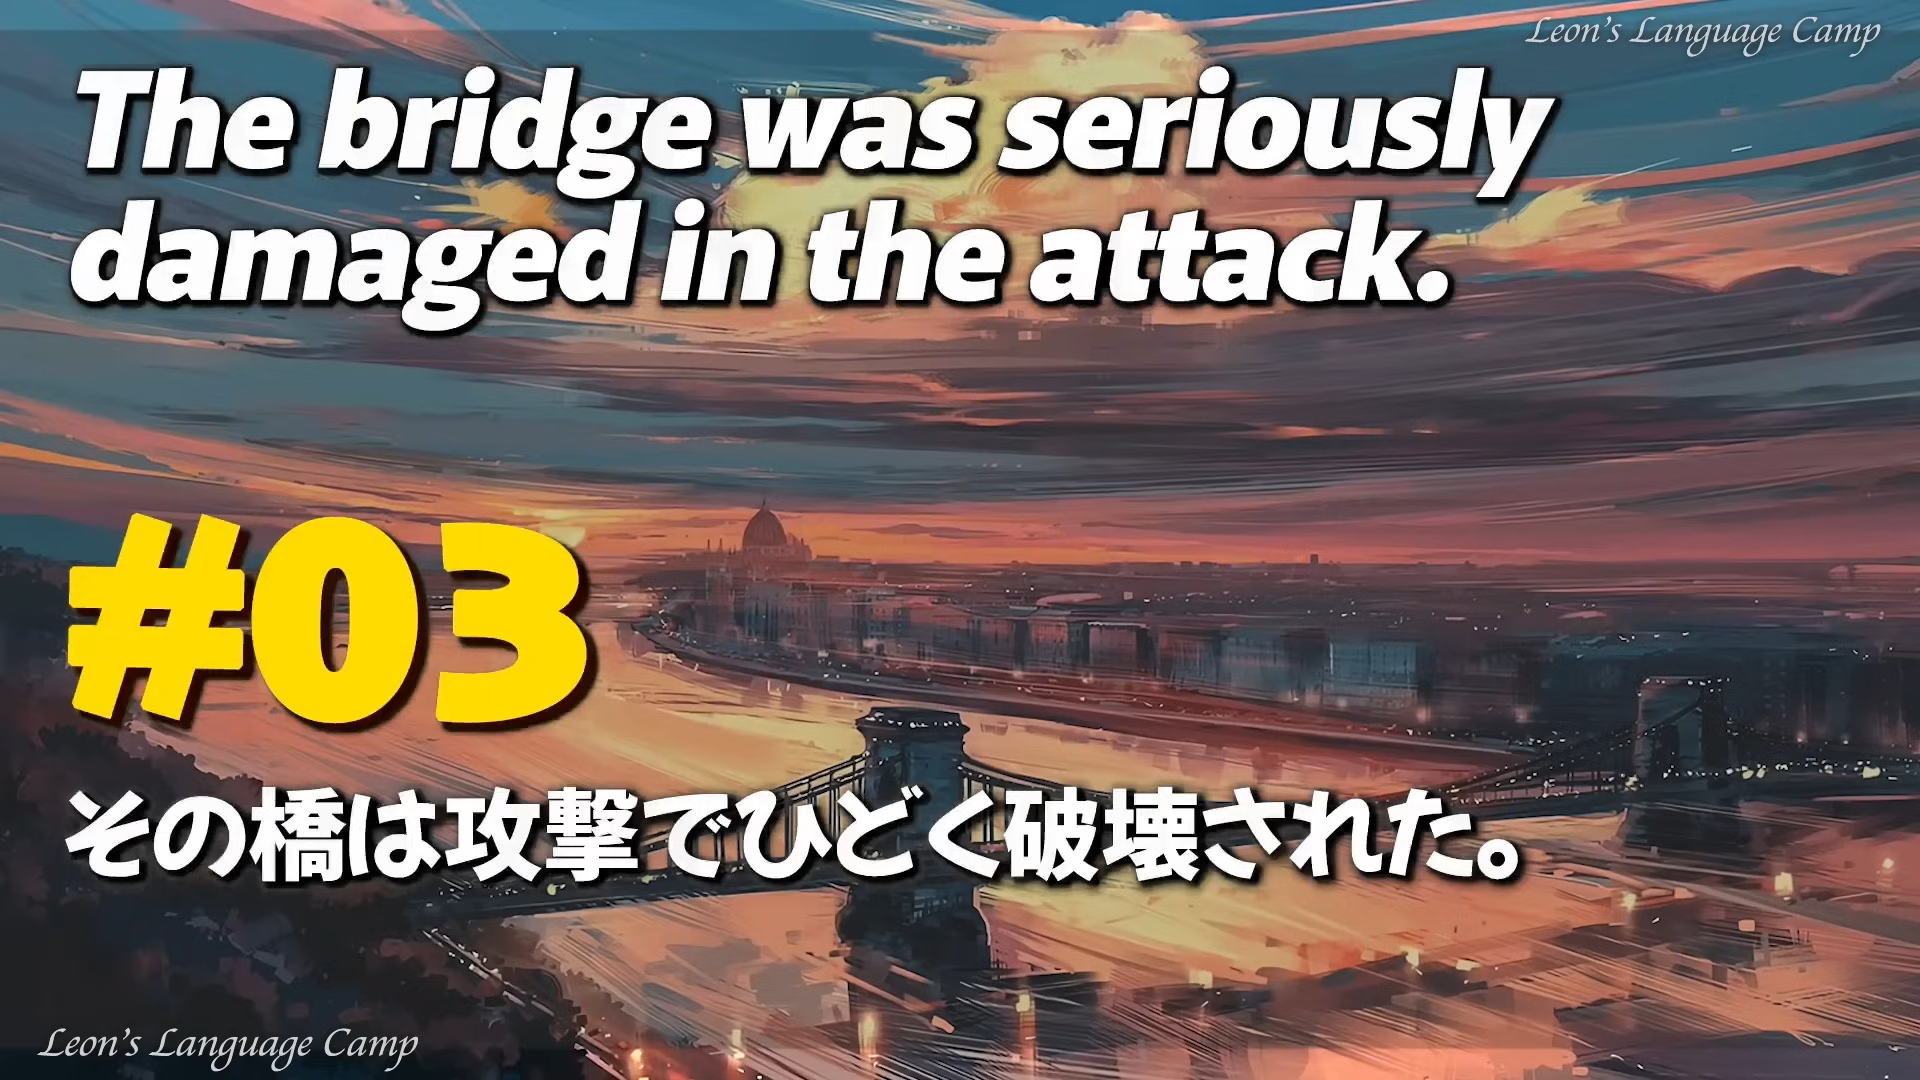 Leon's Language Camp
The bridge was seriously
damaged in the attack.
#03
その橋は攻撃でひどく破壊された。
Leon's Language Camp